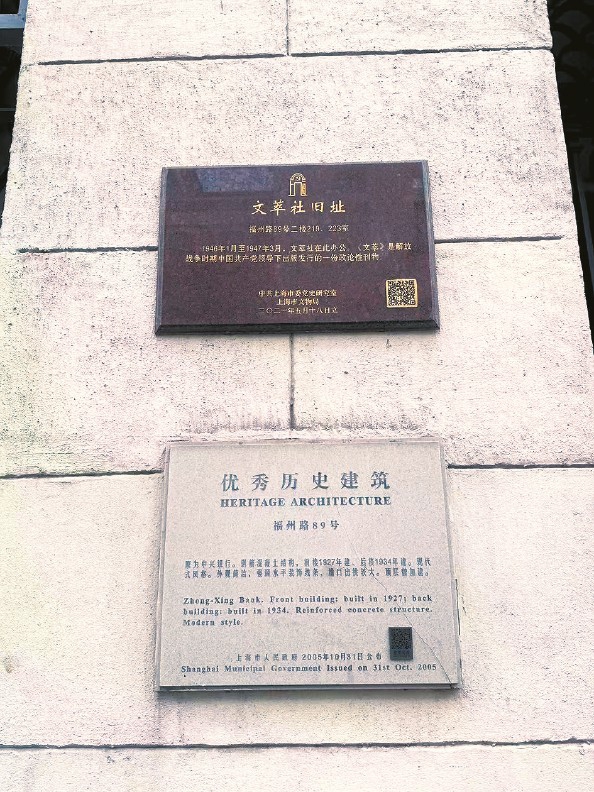 文萃社旧址
福州路89号二楼219、223室
1946年1月至1947年3月，文萃社在此办公。《文萃》是解放
战争时期中国共产党领导下出版发行的一份政论性刊物。
中共上海市委党史研究室
上海市文物局
二〇二一年五月十八日立
优秀历史建筑
HERITAGE ARCHITECTURE
福州路89号
原为中兴银行。钢筋混凝土结构，前楼1927年建、后楼1934年建。现代
式风格。外观简洁，
Zhong-Xing Bank. Front building: built in 1927; back
building: built in 1934. Reinforced concrete structure.
Modern style.
上海市人民政府 2005年10月31日公布
Shanghai Municipal Government Issued on 31st Oct. 2005